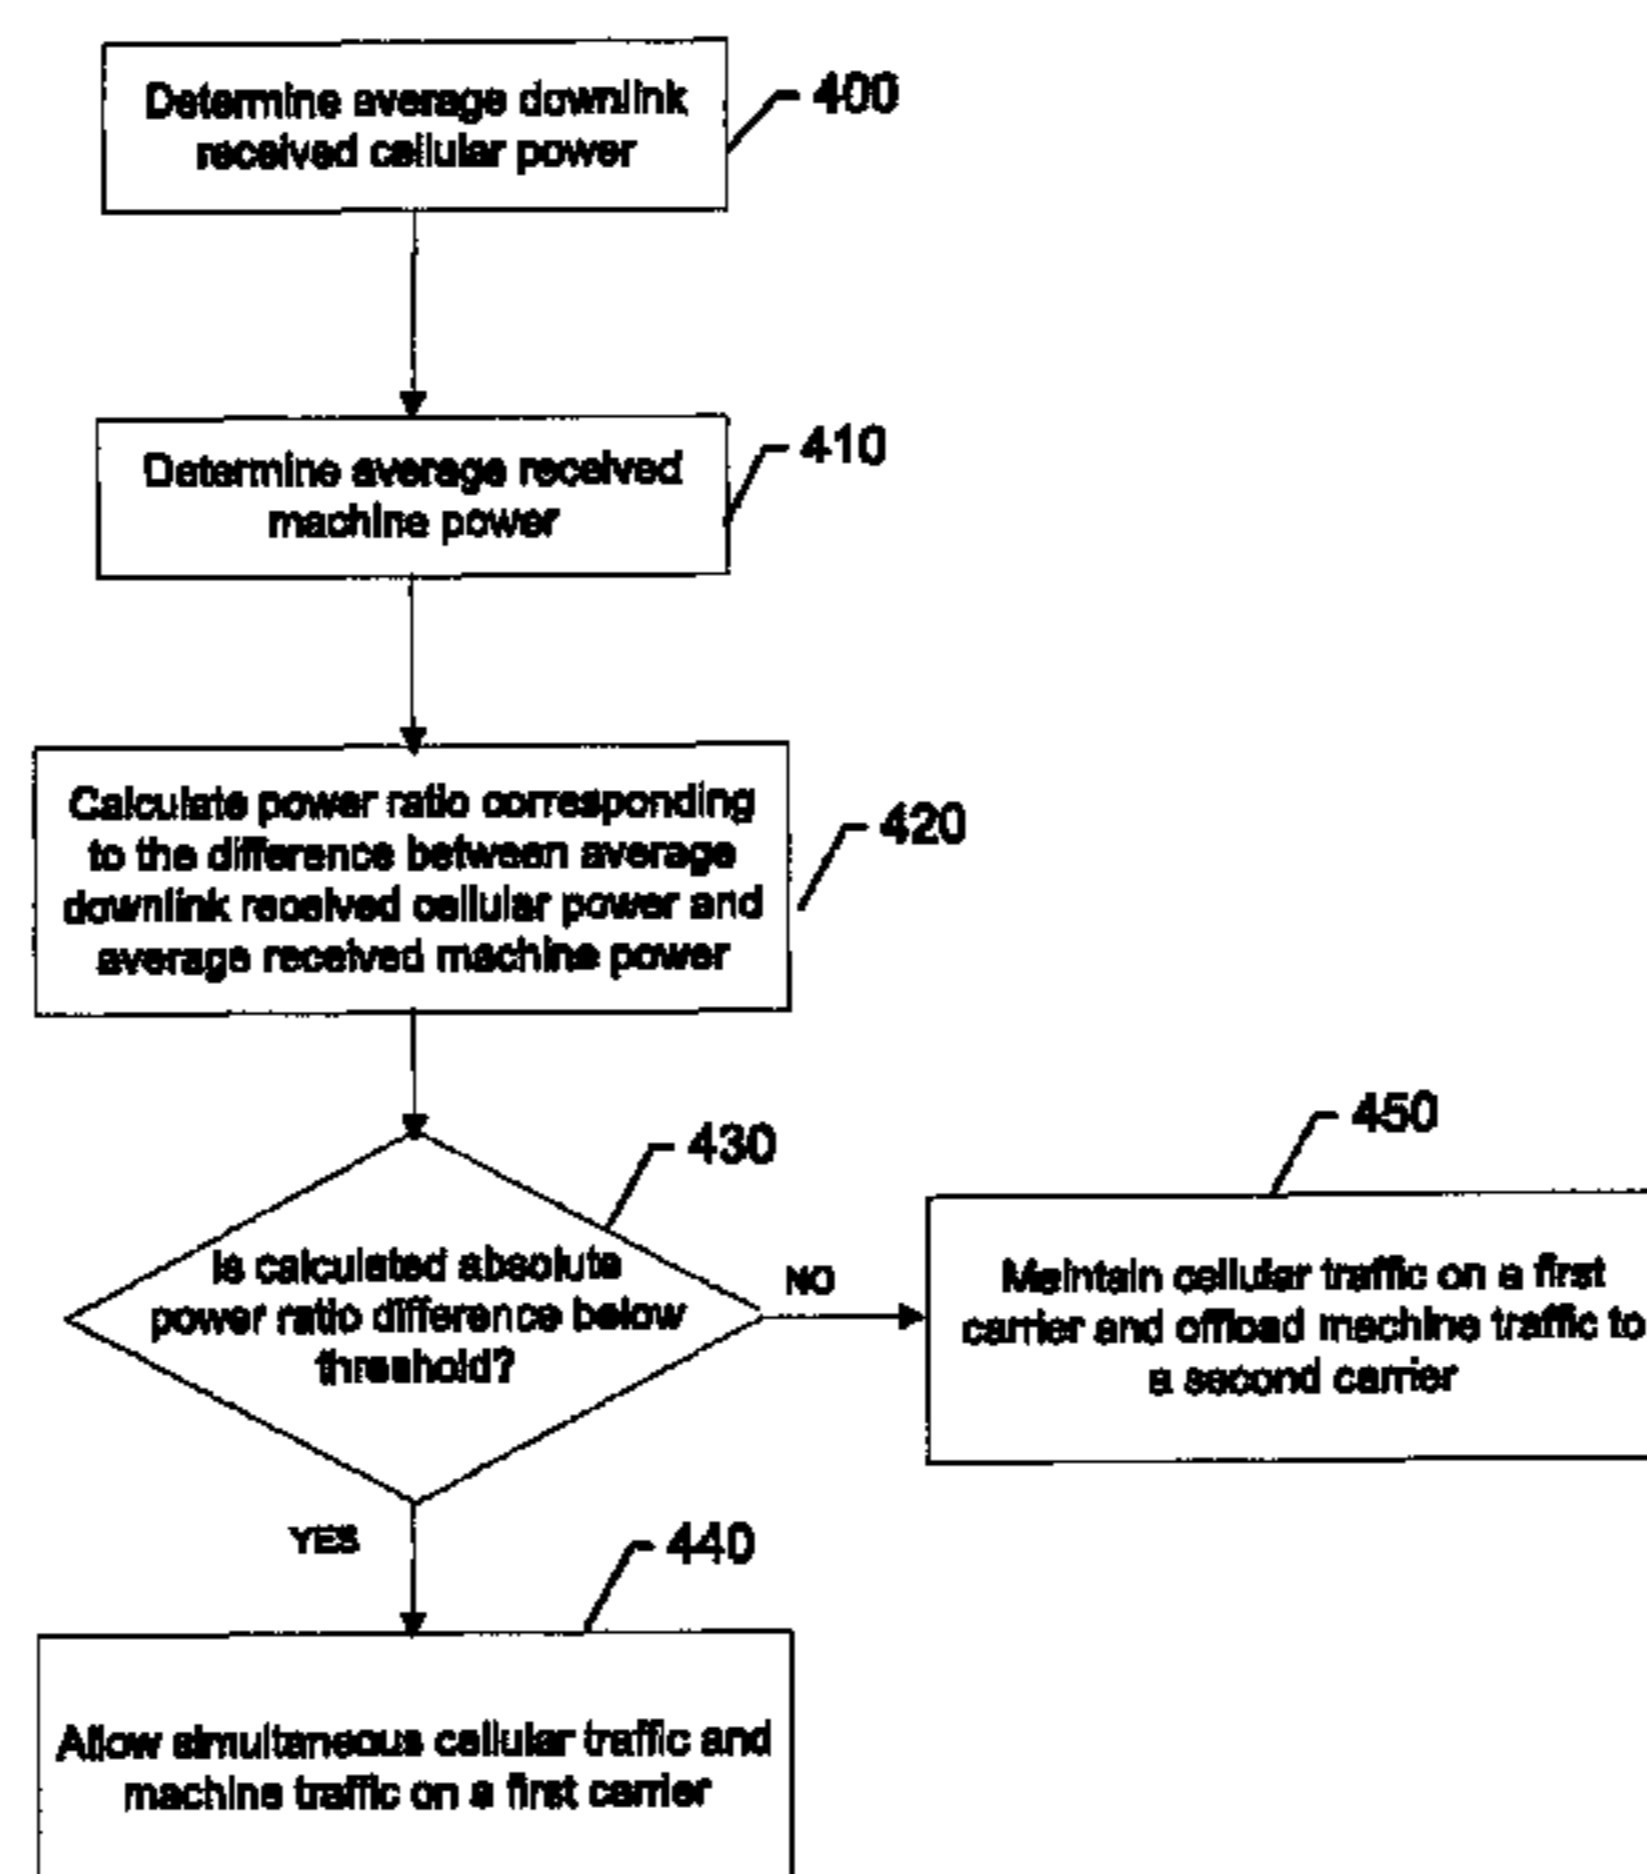 Determine average downlink
received cellular power
400
Determine average received
machine power
410
Calculate power ratio corresponding
to the difference between average
downlink received cellular power and
average received machine power
420
Is calculated absolute
power ratio difference below
threshold?
430
NO
Maintain cellular traffic on a first
carrier and offload machine traffic to
a second carrier
450
YES
440
Allow simultaneous cellular traffic and
machine traffic on a first carrier